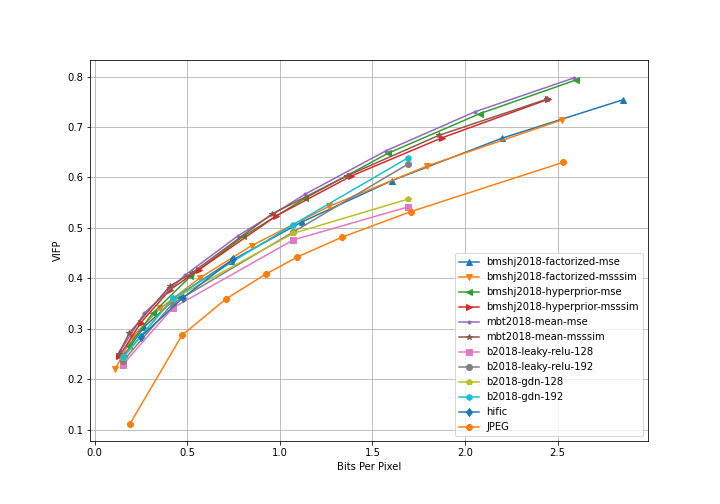 0.8
0.7
0.6
0.5
0.4
0.3
0.2
0.1
VIFP
bmshj2018-factorized-mse
bmshj2018-factorized-msssim
bmshj2018-hyperprior-mse
bmshj2018-hyperprior-msssim
mbt2018-mean-mse
mbt2018-mean-msssim
b2018-leaky-relu-128
b2018-leaky-relu-192
b2018-gdn-128
b2018-gdn-192
hific
JPEG
0.0 0.5 1.0 1.5 2.0 2.5
Bits Per Pixel